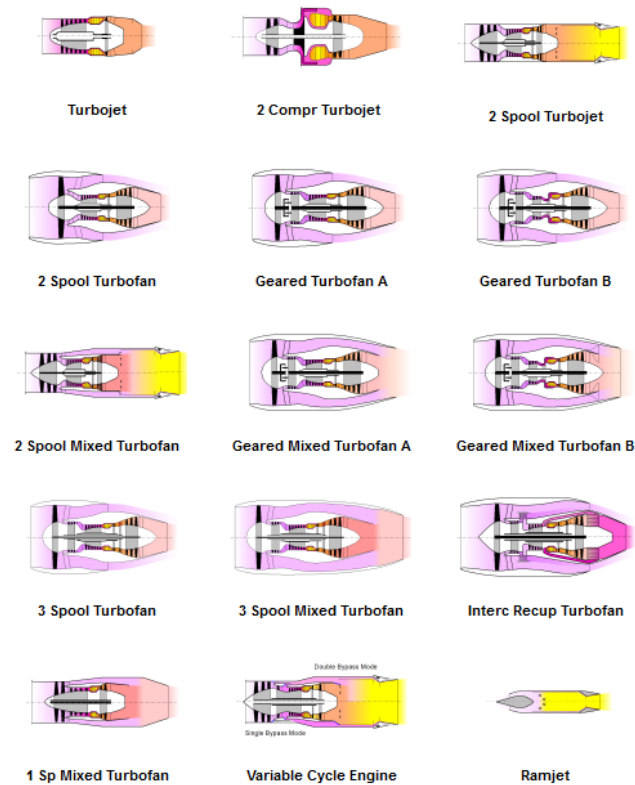 Turbojet
2 Compr Turbojet
2 Spool Turbojet
2 Spool Turbofan
Geared Turbofan A
Geared Turbofan B
2 Spool Mixed Turbofan
Geared Mixed Turbofan A
Geared Mixed Turbofan B
3 Spool Turbofan
3 Spool Mixed Turbofan
Interc Recup Turbofan
Double Bypass Mode
Single Bypass Mode
1 Sp Mixed Turbofan
Variable Cycle Engine
Ramjet